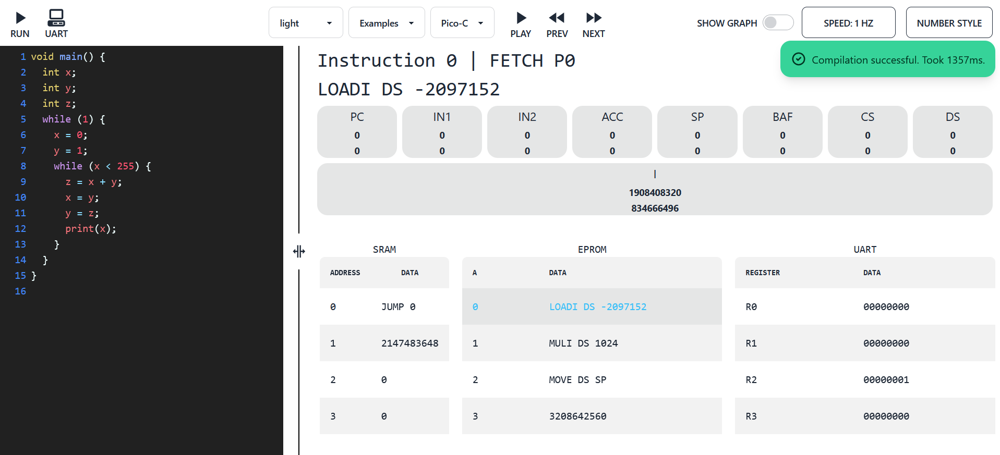 RUN
UART
light
Examples
Pico-C
PLAY
PREV
NEXT
SHOW GRAPH
SPEED: 1 HZ
NUMBER STYLE
Compilation successful. Took 1357ms.
1 void main() {
2 int x;
3 int y;
4 int z;
5 while (1) {
6 x = 0;
7 y = 1;
8 while (x < 255) {
9 z = x + y;
10 x = y;
11 y = z;
12 print(x);
13 }
14 }
15 }
16
Instruction 0 | FETCH P0
LOADI DS -2097152
PC IN1 IN2 ACC SP BAF CS DS
0 0 0 0 0 0 0 0
0 0 0 0 0 0 0 0
I
1908408320
834666496
SRAM
ADDRESS DATA
0 JUMP 0
1 2147483648
2 0
3 0
EPROM
A DATA
0 LOADI DS -2097152
1 MULI DS 1024
2 MOVE DS SP
3 3208642560
UART
REGISTER DATA
R0 00000000
R1 00000000
R2 00000001
R3 00000000